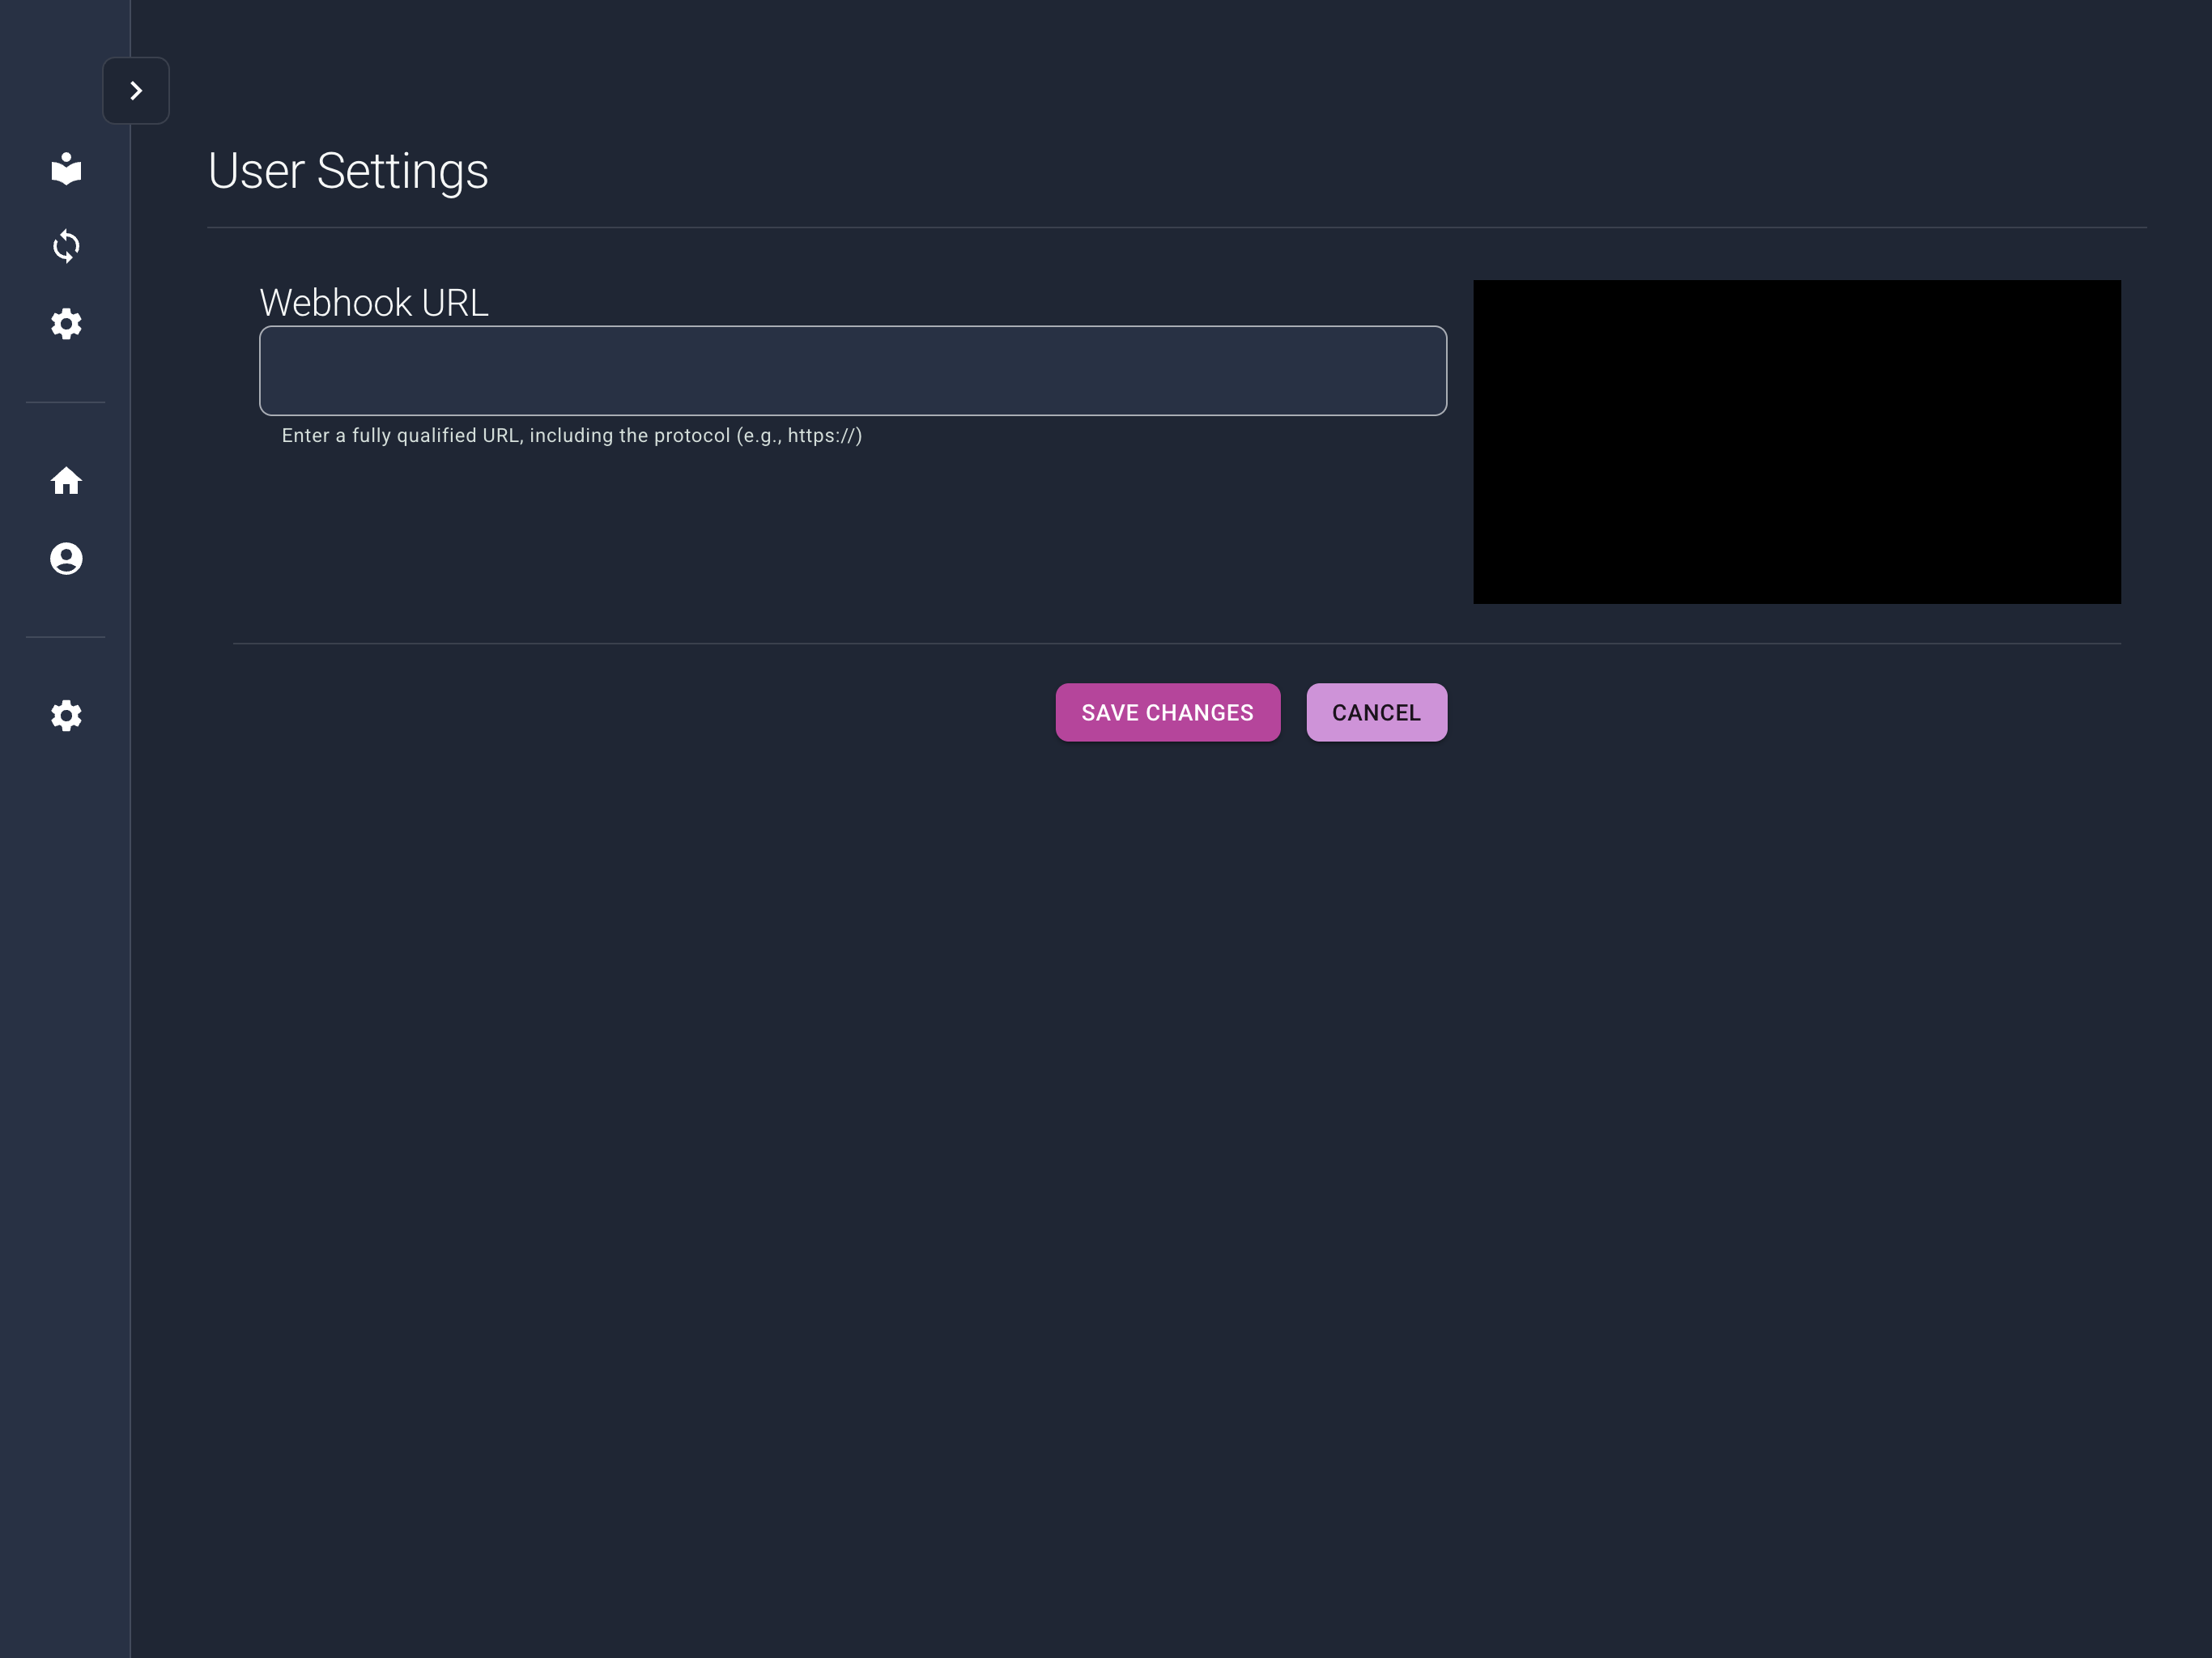 User Settings
Webhook URL
Enter a fully qualified URL, including the protocol (e.g., https://)
SAVE CHANGES
CANCEL